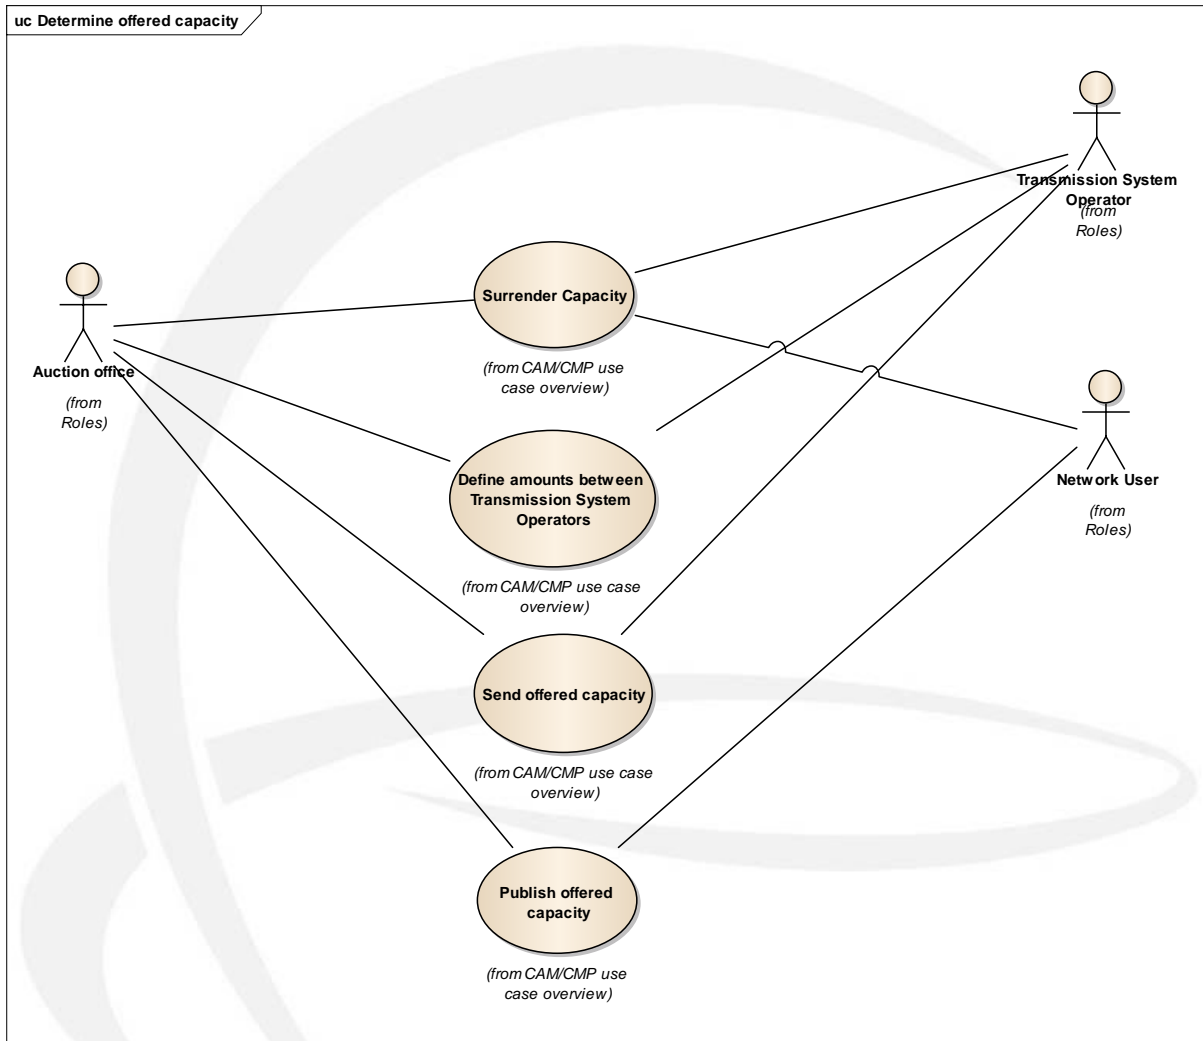 uc Determine offered capacity
Transmission System
Operator
(from
Roles)
Surrender Capacity
(from CAM/CMP use
case overview)
Auction office
(from
Roles)
Network User
(from
Roles)
Define amounts between
Transmission System
Operators
(from CAM/CMP use case
overview)
Send offered capacity
(from CAM/CMP use case
overview)
Publish offered
capacity
(from CAM/CMP use
case overview)